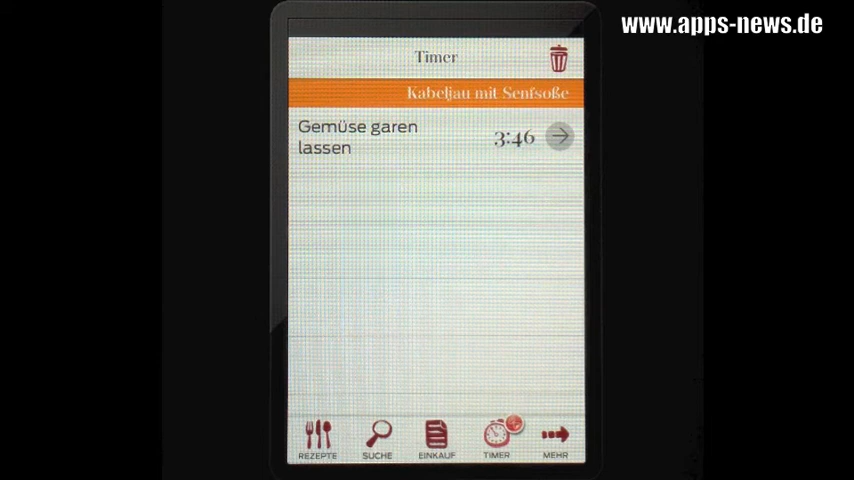 www.apps-news.de
Timer
Kabeljau mit Senfsoße
Gemüse garen
lassen
3:46
REZEPTE
SUCHE
EINKAUF
TIMER
MEHR